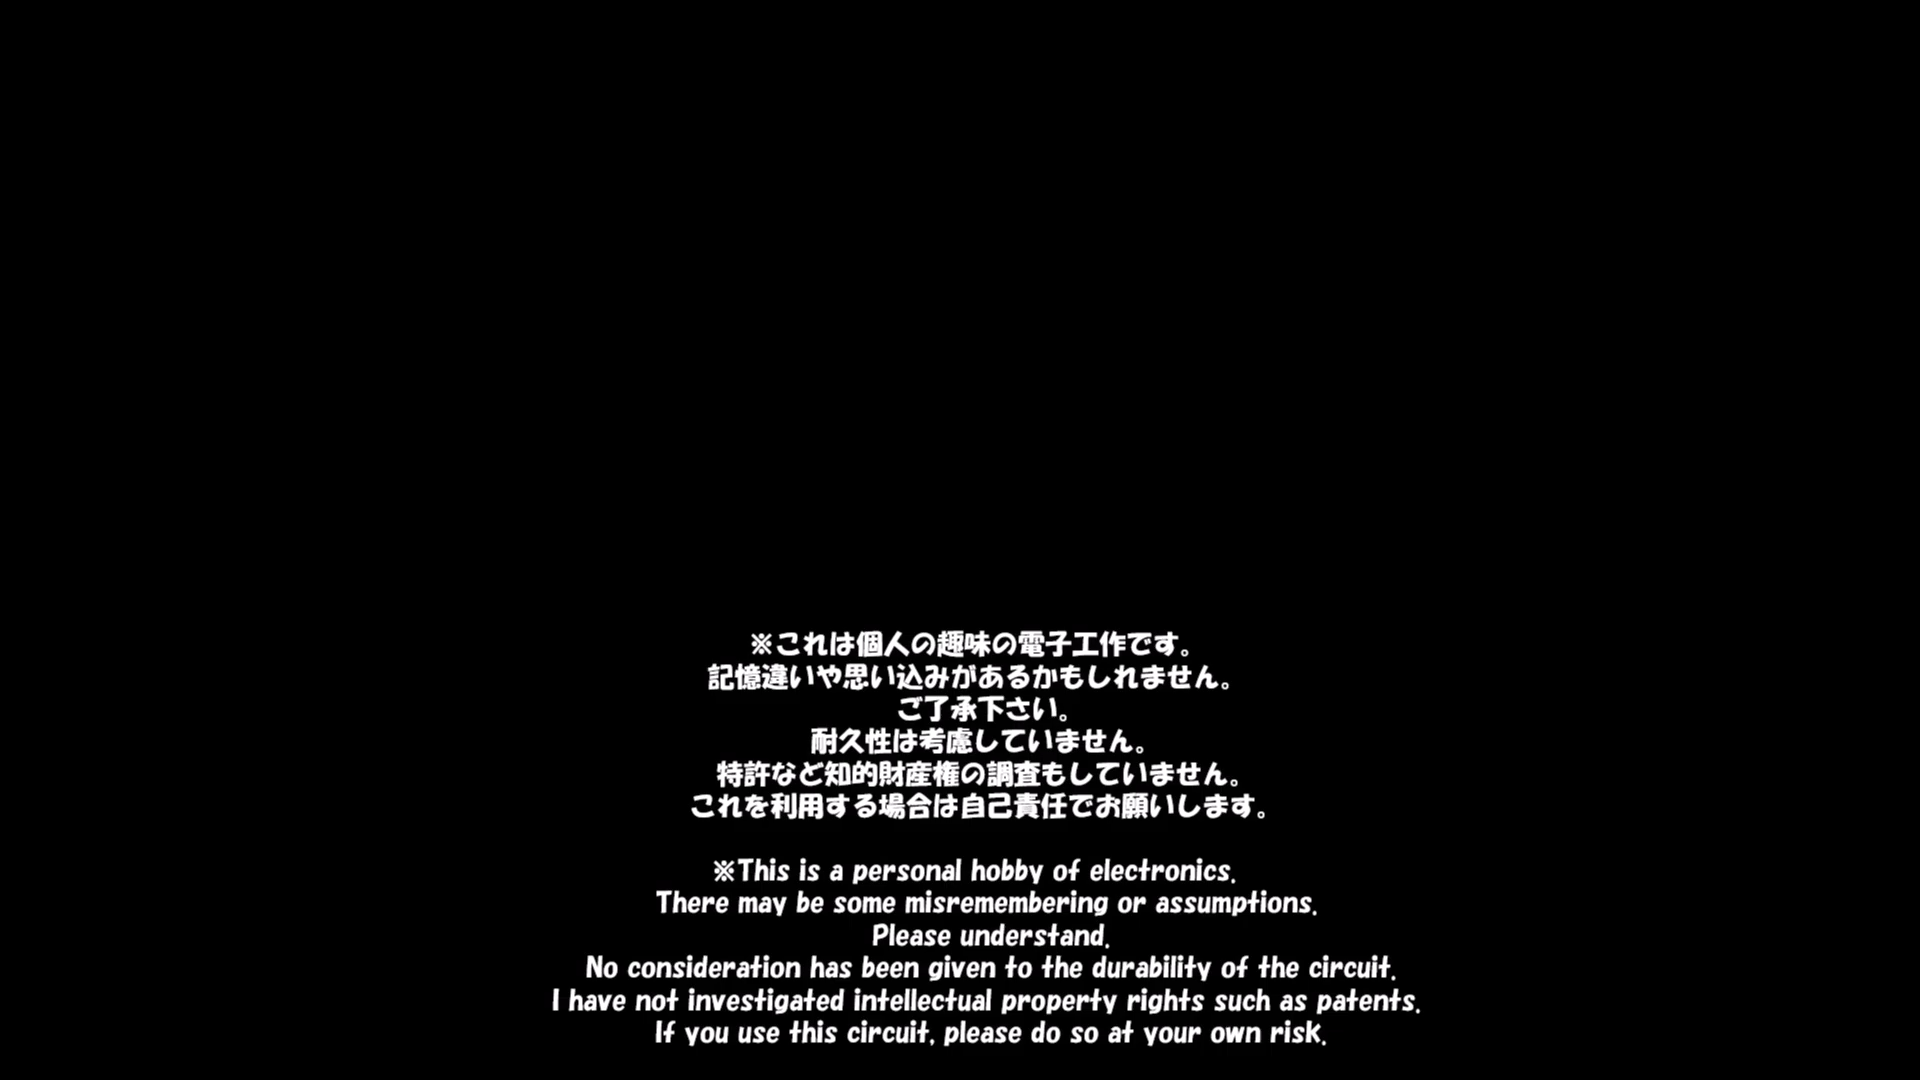 ※これは個人の趣味の電子工作です。
記憶違いや思い込みがあるかもしれません。
ご了承下さい。
耐久性は考慮していません。
特許など知的財産権の調査もしていません。
これを利用する場合は自己責任でお願いします。
※This is a personal hobby of electronics.
There may be some misremembering or assumptions.
Please understand.
No consideration has been given to the durability of the circuit.
I have not investigated intellectual property rights such as patents.
If you use this circuit, please do so at your own risk.